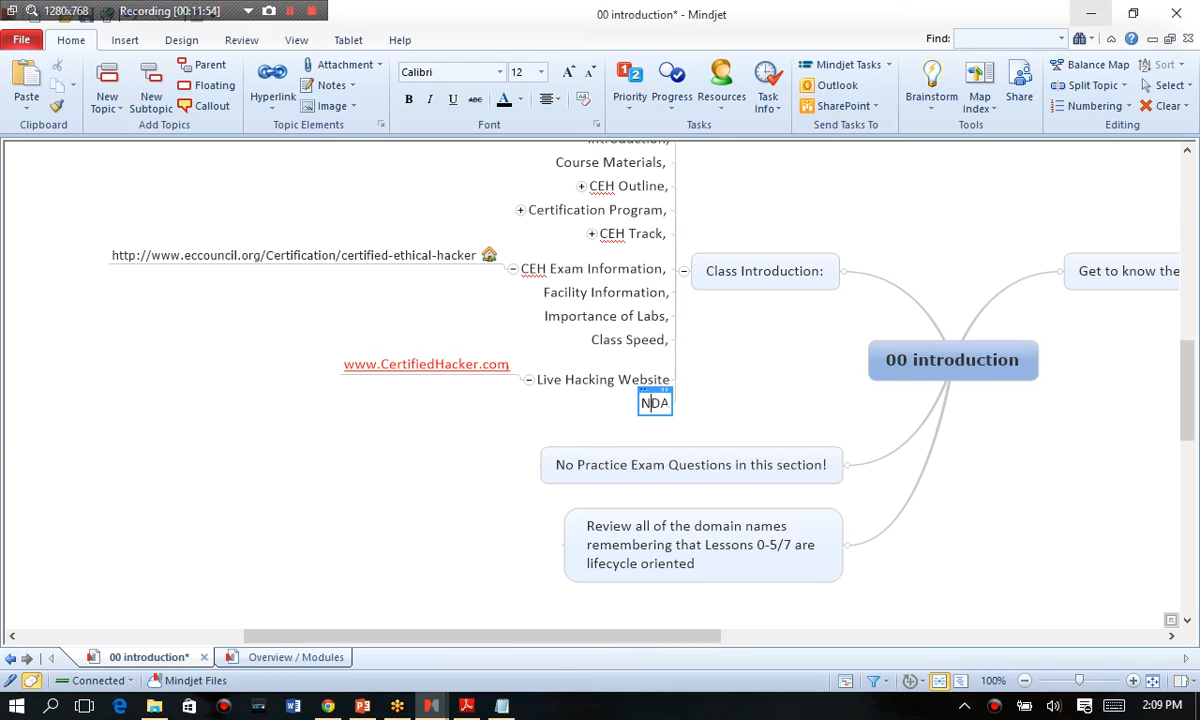 1280x768
Recording [00:11:54]
00 introduction* - Mindjet
File
Home
Insert
Design
Review
View
Tablet
Help
Find:
Paste
Clipboard
New Topic
New Subtopic
Parent
Floating
Callout
Add Topics
Hyperlink
Attachment
Notes
Image
Topic Elements
Calibri
12
A A
B I U ABC A
Font
Priority
Progress
Resources
Task Info
Tasks
Mindjet Tasks
Outlook
SharePoint
Send Tasks To
Brainstorm
Map Index
Share
Tools
Balance Map
Split Topic
Numbering
Sort
Select
Clear
Editing
Introduction,
Course Materials,
CEH Outline,
Certification Program,
CEH Track,
http://www.eccouncil.org/Certification/certified-ethical-hacker
CEH Exam Information,
Facility Information,
Importance of Labs,
Class Speed,
www.CertifiedHacker.com
Live Hacking Website
NDA
Class Introduction:
Get to know the
00 introduction
No Practice Exam Questions in this section!
Review all of the domain names
remembering that Lessons 0-5/7 are
lifecycle oriented
00 introduction*
Overview / Modules
Connected
Mindjet Files
100%
2:09 PM